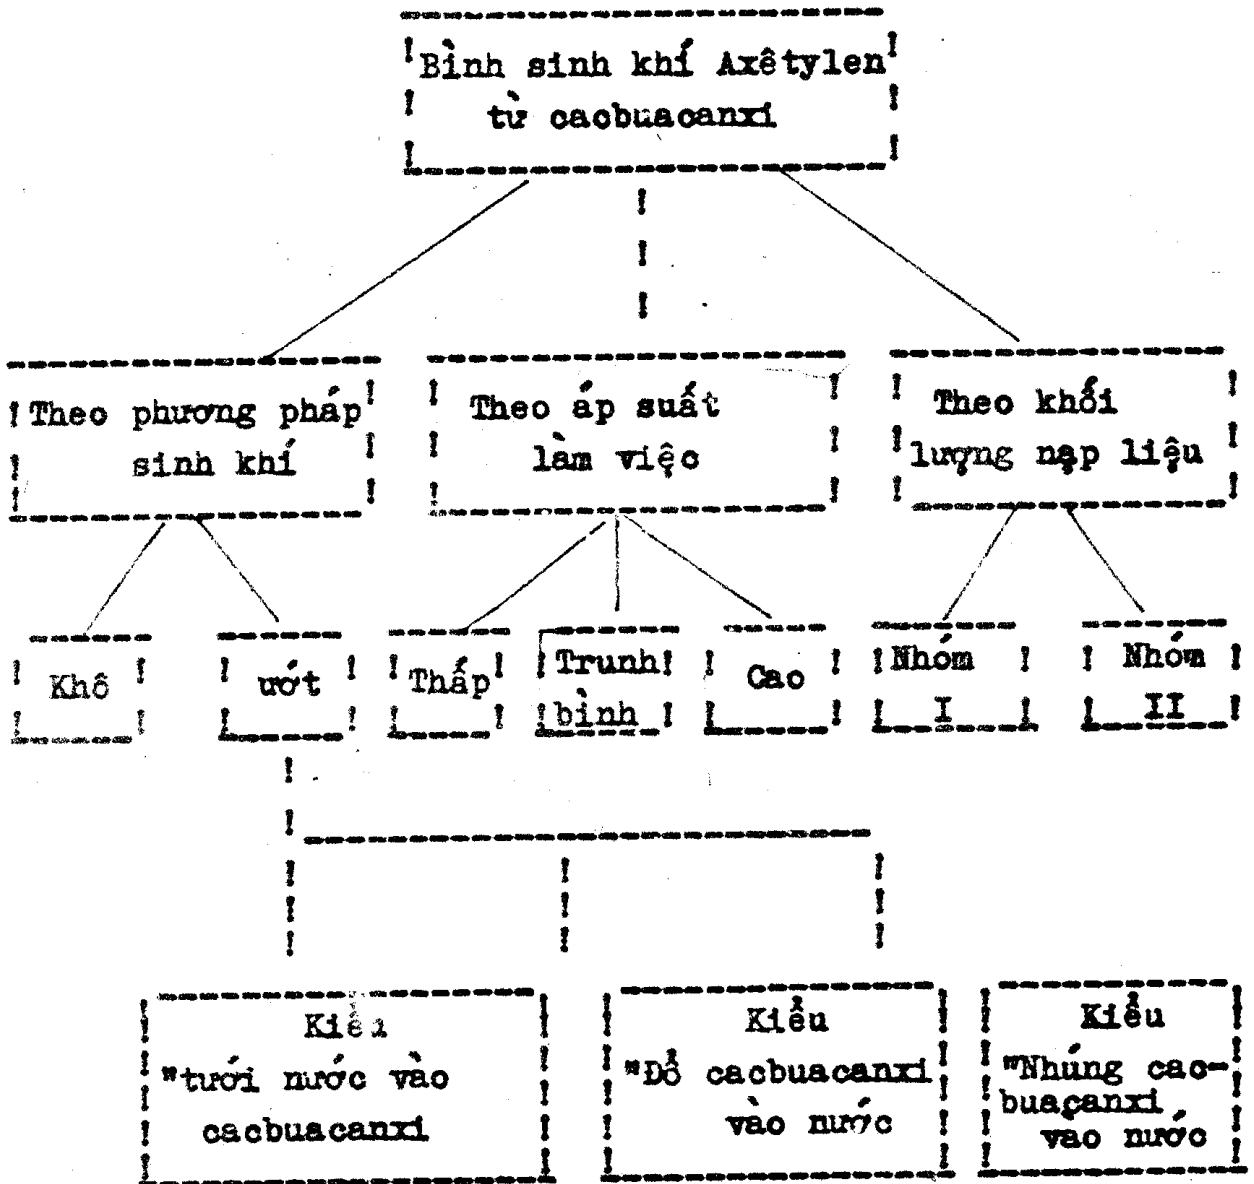 Bình sinh khí Axêtylen
từ cacbuacanxi
Theo phương pháp
sinh khí
Theo áp suất
làm việc
Theo khối
lượng nạp liệu
Khô
ướt
Thấp
Trunh
bình
Cao
Nhóm
I
Nhóm
II
Kiểu
"tưới nước vào
cacbuacanxi
Kiểu
"Đổ cacbuacanxi
vào nước
Kiểu
"Nhúng cac-
buacanxi
vào nước